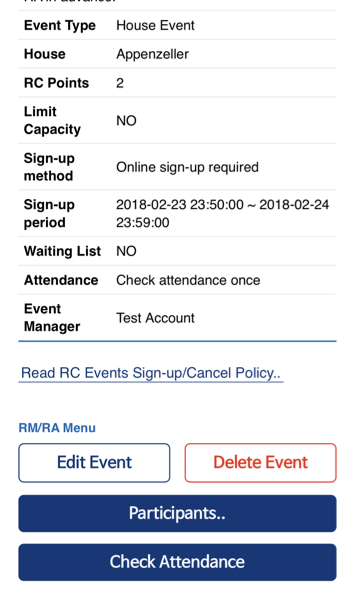 Event Type House Event
House Appenzeller
RC Points 2
Limit
Capacity NO
Sign-up
method Online sign-up required
Sign-up
period 2018-02-23 23:50:00 ~ 2018-02-24
23:59:00
Waiting List NO
Attendance Check attendance once
Event
Manager Test Account
Read RC Events Sign-up/Cancel Policy..
RM/RA Menu
Edit Event Delete Event
Participants..
Check Attendance